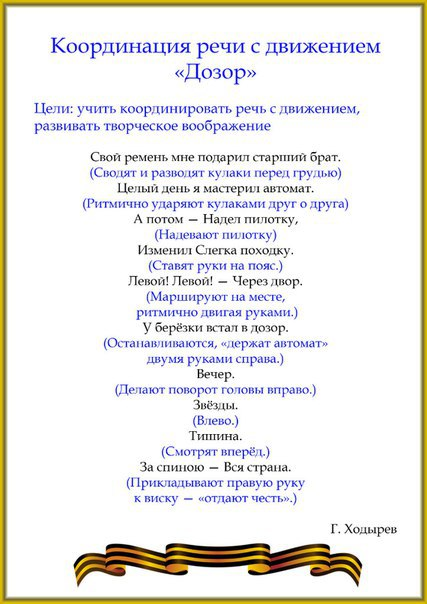 Координация речи с движением
«Дозор»
Цели: учить координировать речь с движением,
развивать творческое воображение
Свой ремень мне подарил старший брат.
(Сводят и разводят кулаки перед грудью)
Целый день я мастерил автомат.
(Ритмично ударяют кулаками друг о друга)
А потом — Надел пилотку,
(Надевают пилотку)
Изменил Слегка походку.
(Ставят руки на пояс.)
Левой! Левой! — Через двор.
(Маршируют на месте,
ритмично двигая руками.)
У берёзки встал в дозор.
(Останавливаются, «держат автомат»
двумя руками справа.)
Вечер.
(Делают поворот головы вправо.)
Звёзды.
(Влево.)
Тишина.
(Смотрят вперёд.)
За спиною — Вся страна.
(Прикладывают правую руку
к виску — «отдают честь».)
Г. Ходырев